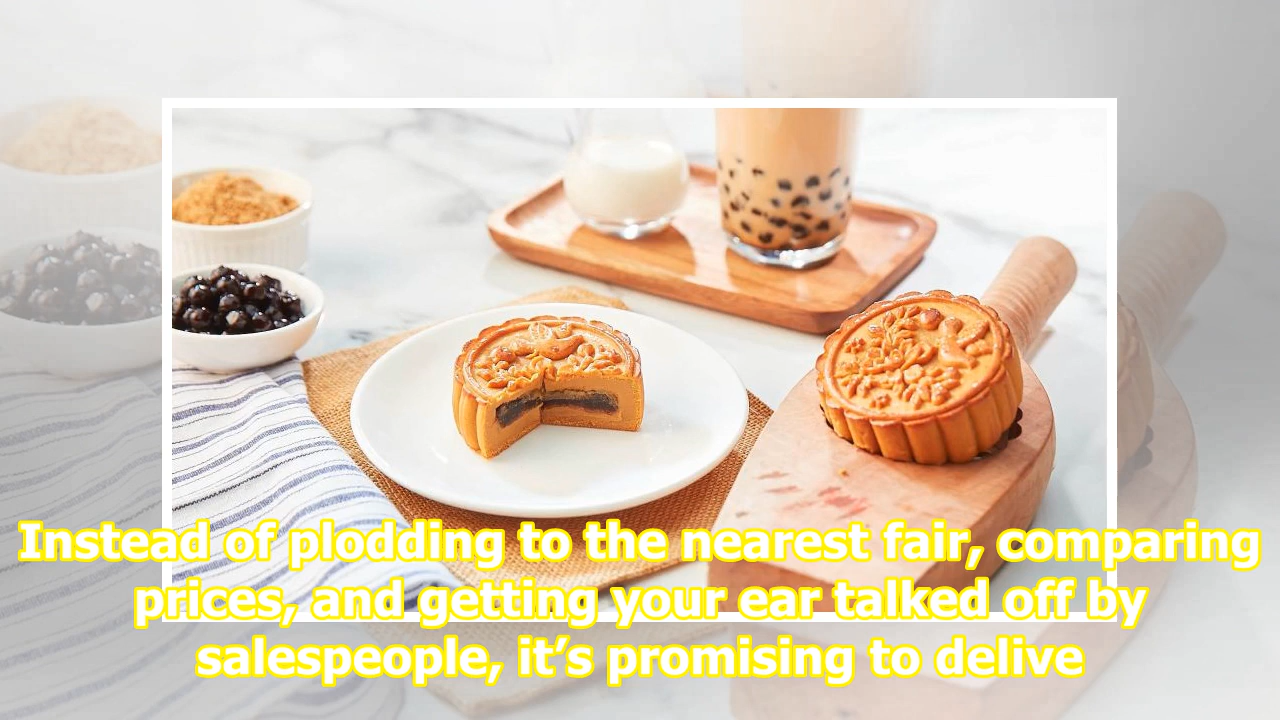 Instead of plodding to the nearest fair, comparing
prices, and getting your ear talked off by
salespeople, it’s promising to delive